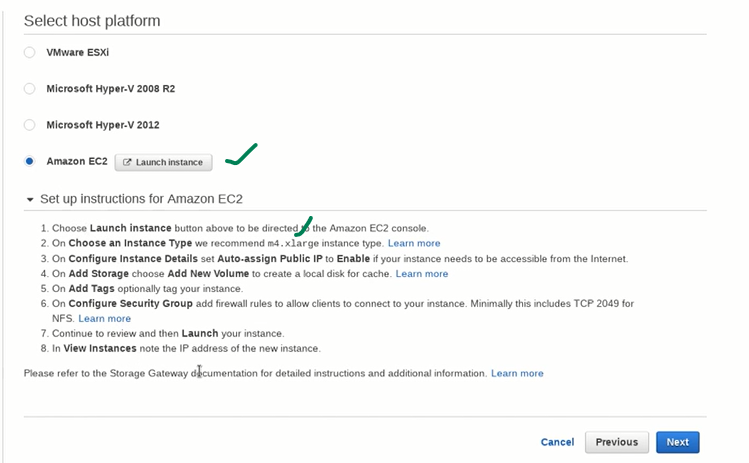 Select host platform
VMware ESXi
Microsoft Hyper-V 2008 R2
Microsoft Hyper-V 2012
Amazon EC2 Launch instance
Set up instructions for Amazon EC2
1. Choose Launch instance button above to be directed to the Amazon EC2 console.
2. On Choose an Instance Type we recommend m4.xlarge instance type. Learn more
3. On Configure Instance Details set Auto-assign Public IP to Enable if your instance needs to be accessible from the Internet.
4. On Add Storage choose Add New Volume to create a local disk for cache. Learn more
5. On Add Tags optionally tag your instance.
6. On Configure Security Group add firewall rules to allow clients to connect to your instance. Minimally this includes TCP 2049 for
NFS. Learn more
7. Continue to review and then Launch your instance.
8. In View Instances note the IP address of the new instance.
Please refer to the Storage Gateway documentation for detailed instructions and additional information. Learn more
Cancel Previous Next